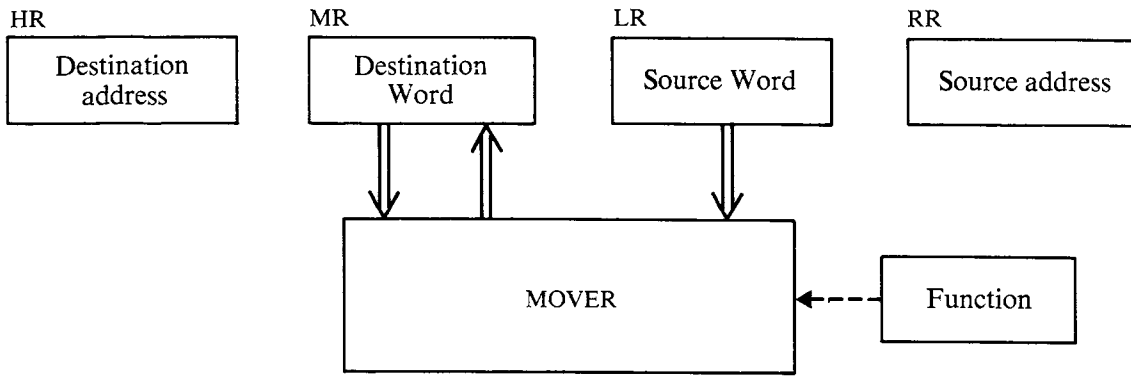 HR
MR
LR
RR
Destination
address
Destination
Word
Source Word
Source address
MOVER
Function